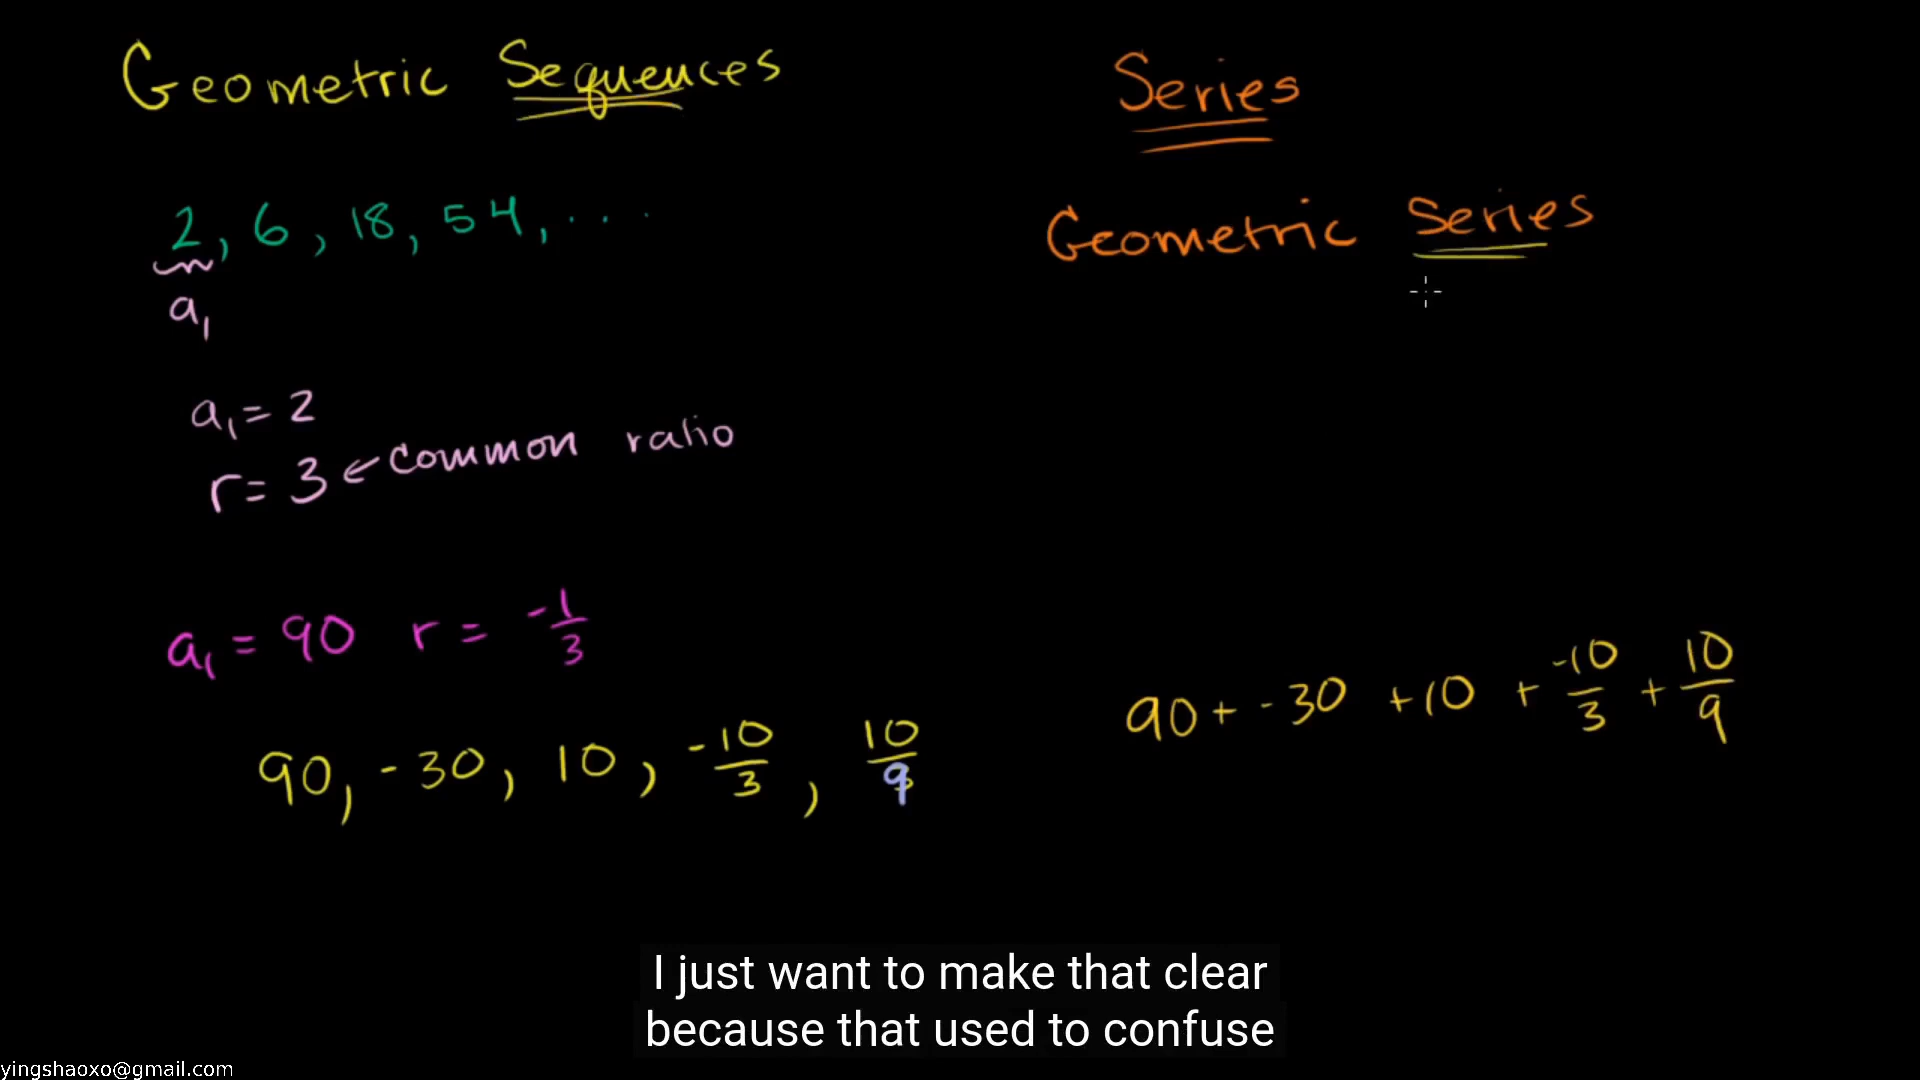 Geometric Sequences
2, 6, 18, 54, ...
a₁
a₁ = 2
r = 3 ← common ratio
a₁ = 90 r = -1/3
90, -30, 10, -10/3, 10/9
Series
Geometric Series
90 + -30 +10 + -10/3 + 10/9
I just want to make that clear
because that used to confuse
yingshaoxo@gmail.com